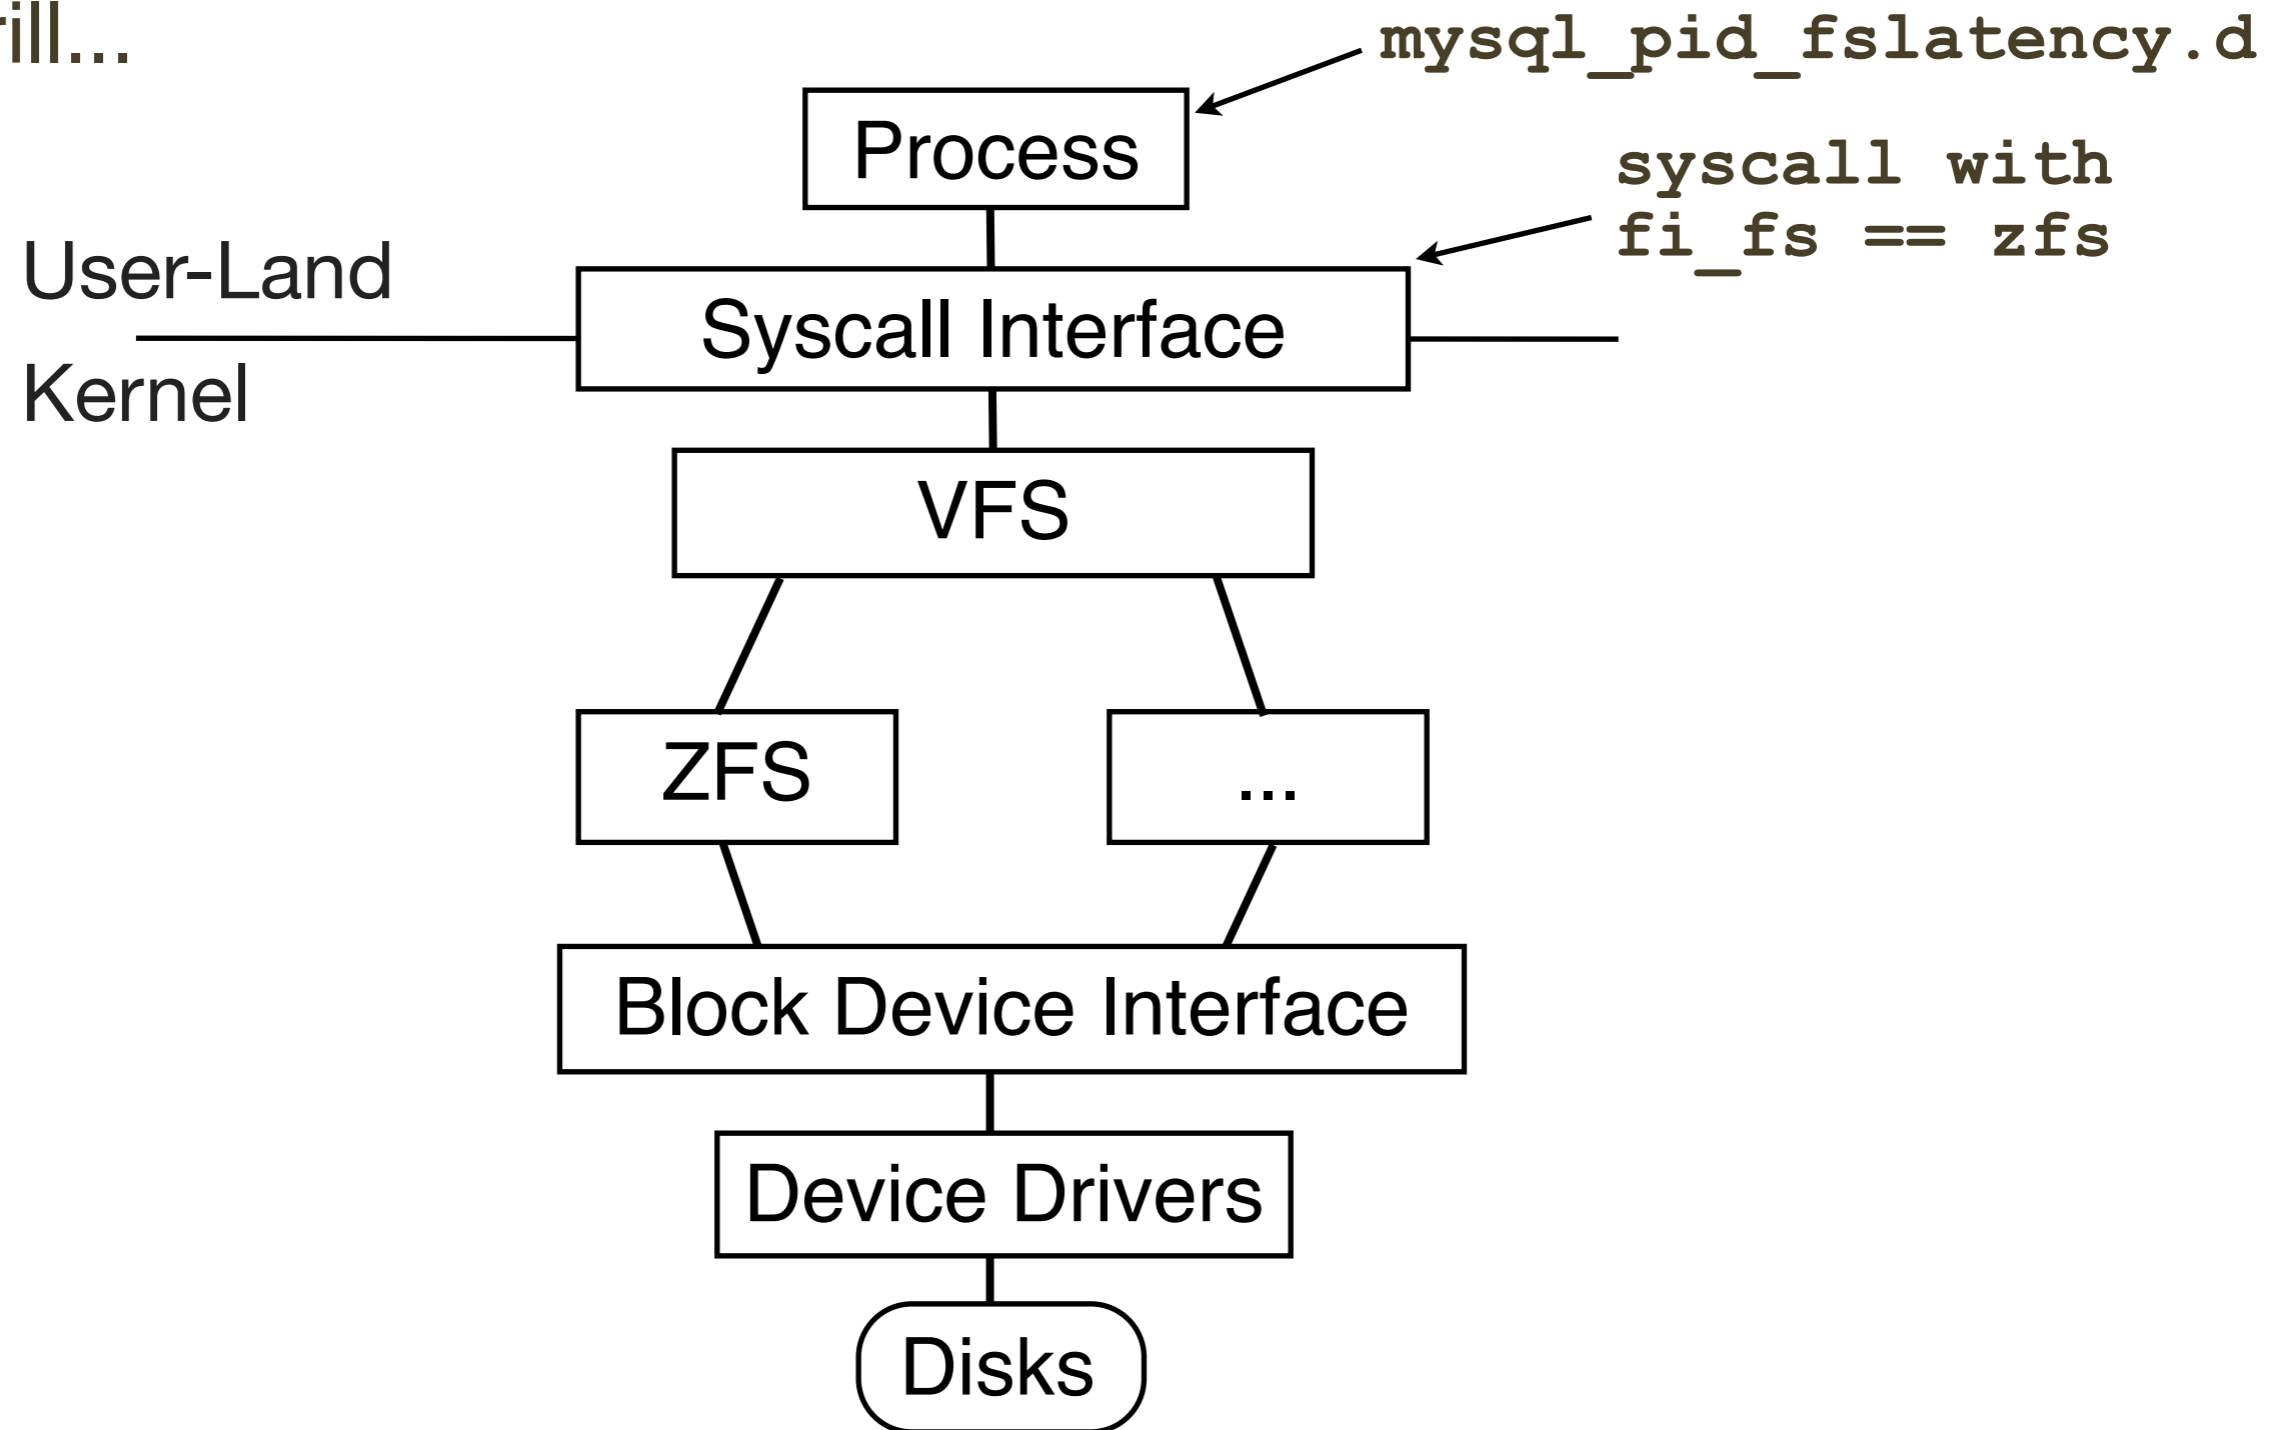 ill...
mysql_pid_fslatency.d
Process
syscall with
fi_fs == zfs
User-Land
Syscall Interface
Kernel
VFS
ZFS
...
Block Device Interface
Device Drivers
Disks